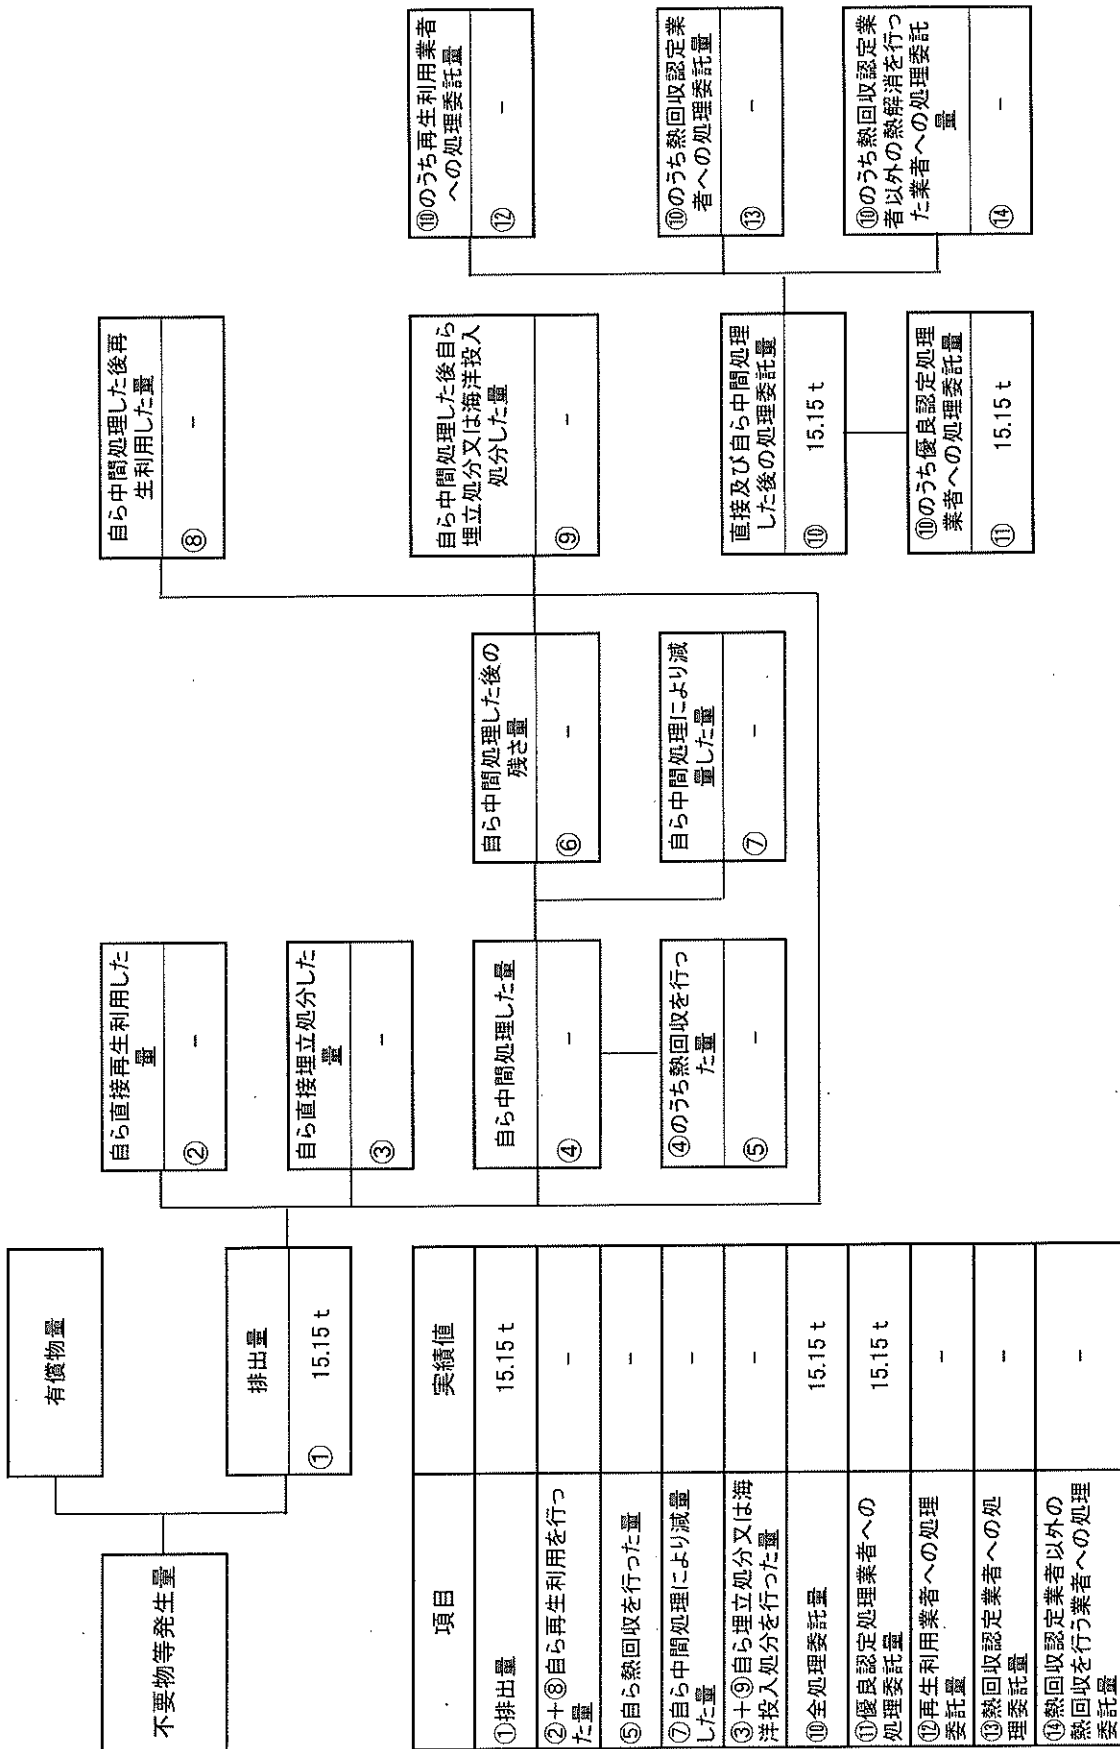 不要物等発生量
有償物量
排出量
① 15.15 t
自ら直接再生利用した
量
② －
自ら直接埋立処分した
量
③ －
自ら中間処理した量
④ －
④のうち熱回収を行っ
た量
⑤ －
自ら中間処理した後の
残さ量
⑥ －
自ら中間処理により減
量した量
⑦ －
自ら中間処理した後再
生利用した量
⑧ －
自ら中間処理した後自ら
埋立処分又は海洋投入
処分した量
⑨ －
直接及び自ら中間処理
した後の処理委託量
⑩ 15.15 t
⑩のうち優良認定処理
業者への処理委託量
⑪ 15.15 t
⑩のうち再生利用業者
への処理委託量
⑫ －
⑩のうち熱回収認定業
者への処理委託量
⑬ －
⑩のうち熱回収認定業
者以外の熱解消を行っ
た業者への処理委託
量
⑭ －
項目 実績値
①排出量 15.15 t
②＋⑧自ら再生利用を行っ
た量 －
⑤自ら熱回収を行った量 －
⑦自ら中間処理により減量
した量 －
③＋⑨自ら埋立処分又は海
洋投入処分を行った量 －
⑩全処理委託量 15.15 t
⑪優良認定処理業者への
処理委託量 15.15 t
⑫再生利用業者への処理
委託量 －
⑬熱回収認定業者への処
理委託量 －
⑭熱回収認定業者以外の
熱回収を行う業者への処理
委託量 －